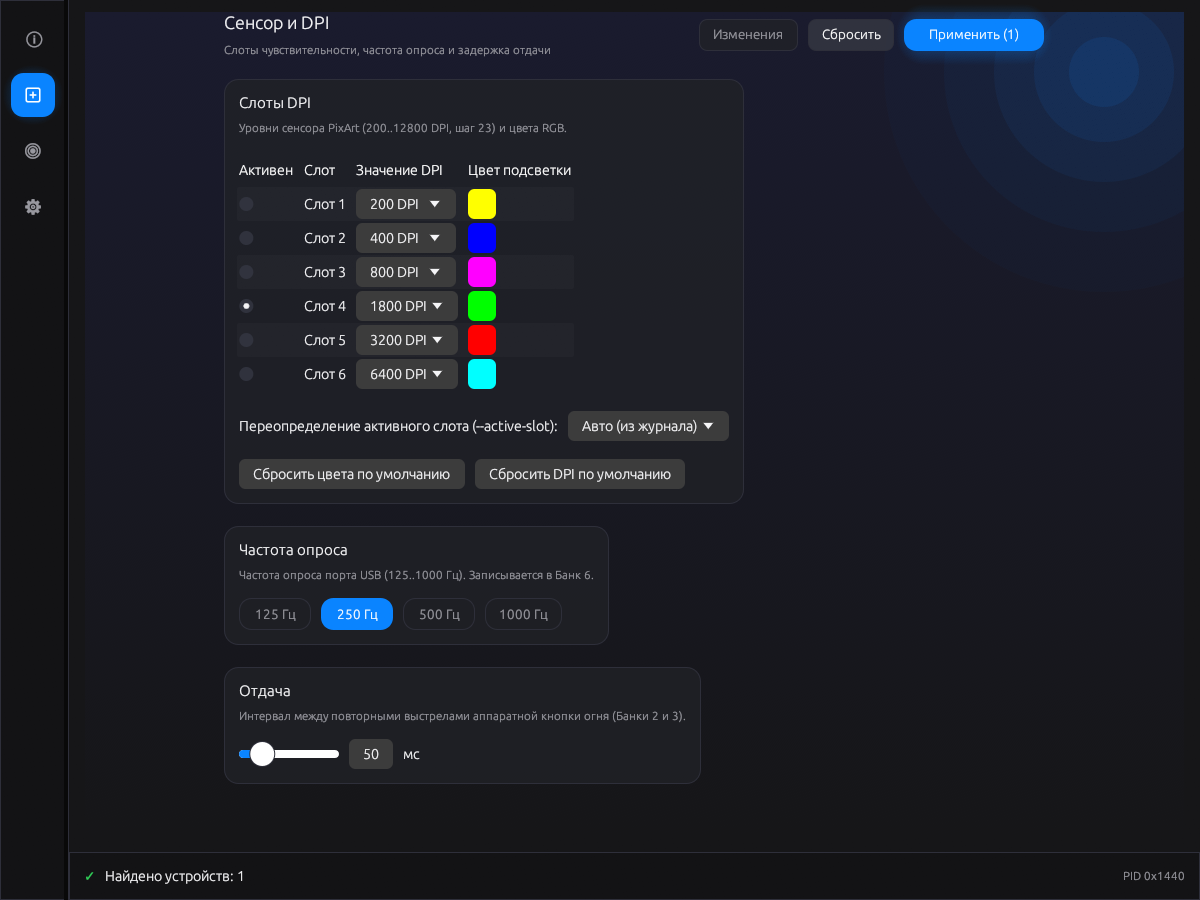 Сенсор и DPI
Слоты чувствительности, частота опроса и задержка отдачи
Изменения
Сбросить
Применить (1)
Слоты DPI
Уровни сенсора PixArt (200..12800 DPI, шаг 23) и цвета RGB.
Активен Слот Значение DPI Цвет подсветки
Слот 1 200 DPI
Слот 2 400 DPI
Слот 3 800 DPI
Слот 4 1800 DPI
Слот 5 3200 DPI
Слот 6 6400 DPI
Переопределение активного слота (--active-slot): Авто (из журнала)
Сбросить цвета по умолчанию Сбросить DPI по умолчанию
Частота опроса
Частота опроса порта USB (125..1000 Гц). Записывается в Банк 6.
125 Гц 250 Гц 500 Гц 1000 Гц
Отдача
Интервал между повторными выстрелами аппаратной кнопки огня (Банки 2 и 3).
50 мс
✓ Найдено устройств: 1
PID 0x1440